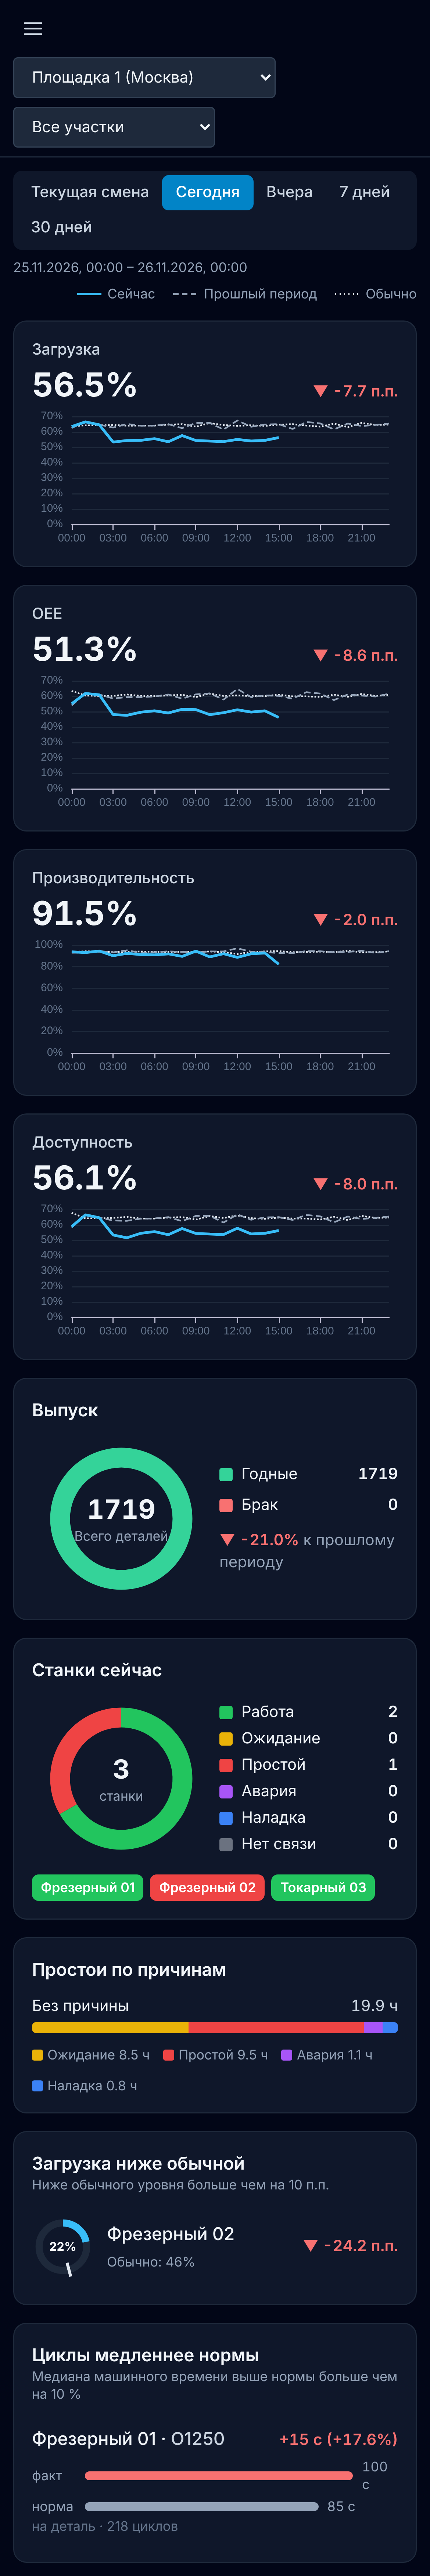 Площадка 1 (Москва)
Все участки
Текущая смена Сегодня Вчера 7 дней
30 дней
25.11.2026, 00:00 – 26.11.2026, 00:00
Сейчас Прошлый период Обычно
Загрузка
56.5% ▼ -7.7 п.п.
70%
60%
50%
40%
30%
20%
10%
0%
00:00 03:00 06:00 09:00 12:00 15:00 18:00 21:00
OEE
51.3% ▼ -8.6 п.п.
70%
60%
50%
40%
30%
20%
10%
0%
00:00 03:00 06:00 09:00 12:00 15:00 18:00 21:00
Производительность
91.5% ▼ -2.0 п.п.
100%
80%
60%
40%
20%
0%
00:00 03:00 06:00 09:00 12:00 15:00 18:00 21:00
Доступность
56.1% ▼ -8.0 п.п.
70%
60%
50%
40%
30%
20%
10%
0%
00:00 03:00 06:00 09:00 12:00 15:00 18:00 21:00
Выпуск
1719
Всего деталей
Годные 1719
Брак 0
▼ -21.0% к прошлому
периоду
Станки сейчас
3
станки
Работа 2
Ожидание 0
Простой 1
Авария 0
Наладка 0
Нет связи 0
Фрезерный 01 Фрезерный 02 Токарный 03
Простои по причинам
Без причины 19.9 ч
Ожидание 8.5 ч Простой 9.5 ч Авария 1.1 ч
Наладка 0.8 ч
Загрузка ниже обычной
Ниже обычного уровня больше чем на 10 п.п.
22%
Фрезерный 02 ▼ -24.2 п.п.
Обычно: 46%
Циклы медленнее нормы
Медиана машинного времени выше нормы больше чем
на 10 %
Фрезерный 01 · O1250 +15 с (+17.6%)
факт 100
с
норма 85 с
на деталь · 218 циклов